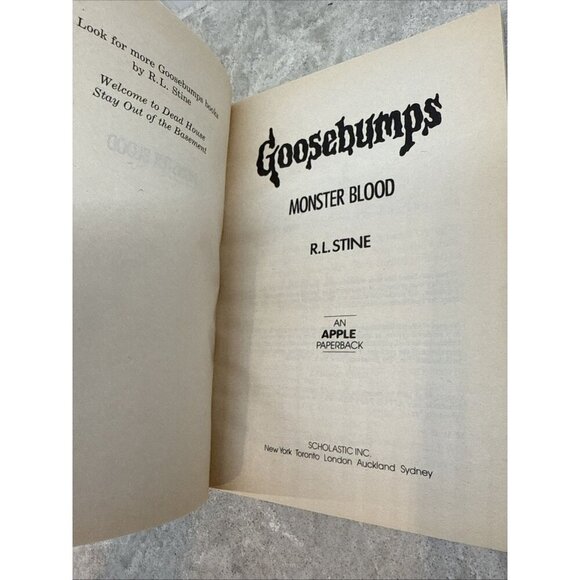 Look for more Goosebumps books
by R.L. Stine
Welcome to Dead House
Stay Out of the Basement
Goosebumps
MONSTER BLOOD
R.L. STINE
AN
APPLE
PAPERBACK
SCHOLASTIC INC.
New York Toronto London Auckland Sydney